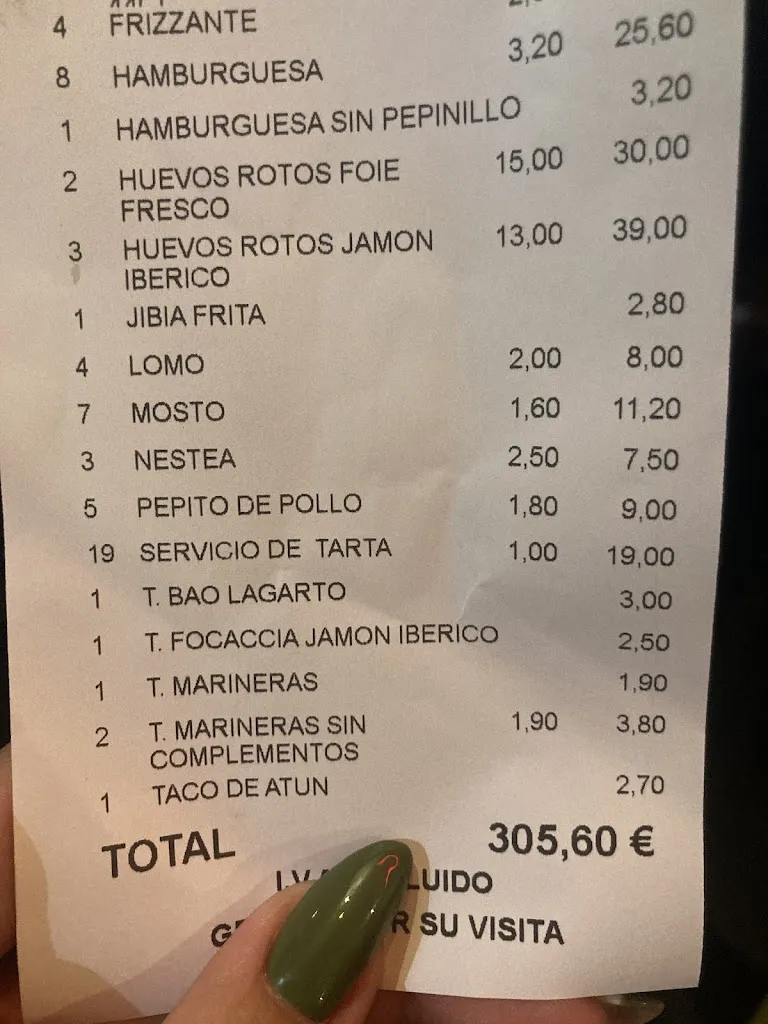 4 FRIZZANTE
8 HAMBURGUESA 3,20 25,60
1 HAMBURGUESA SIN PEPINILLO 3,20
2 HUEVOS ROTOS FOIE 15,00 30,00
FRESCO
3 HUEVOS ROTOS JAMON 13,00 39,00
IBERICO
1 JIBIA FRITA 2,80
4 LOMO 2,00 8,00
7 MOSTO 1,60 11,20
3 NESTEA 2,50 7,50
5 PEPITO DE POLLO 1,80 9,00
19 SERVICIO DE TARTA 1,00 19,00
1 T. BAO LAGARTO 3,00
1 T. FOCACCIA JAMON IBERICO 2,50
1 T. MARINERAS 1,90
2 T. MARINERAS SIN 1,90 3,80
COMPLEMENTOS
1 TACO DE ATUN 2,70
TOTAL 305,60 €
LUIDO
R SU VISITA